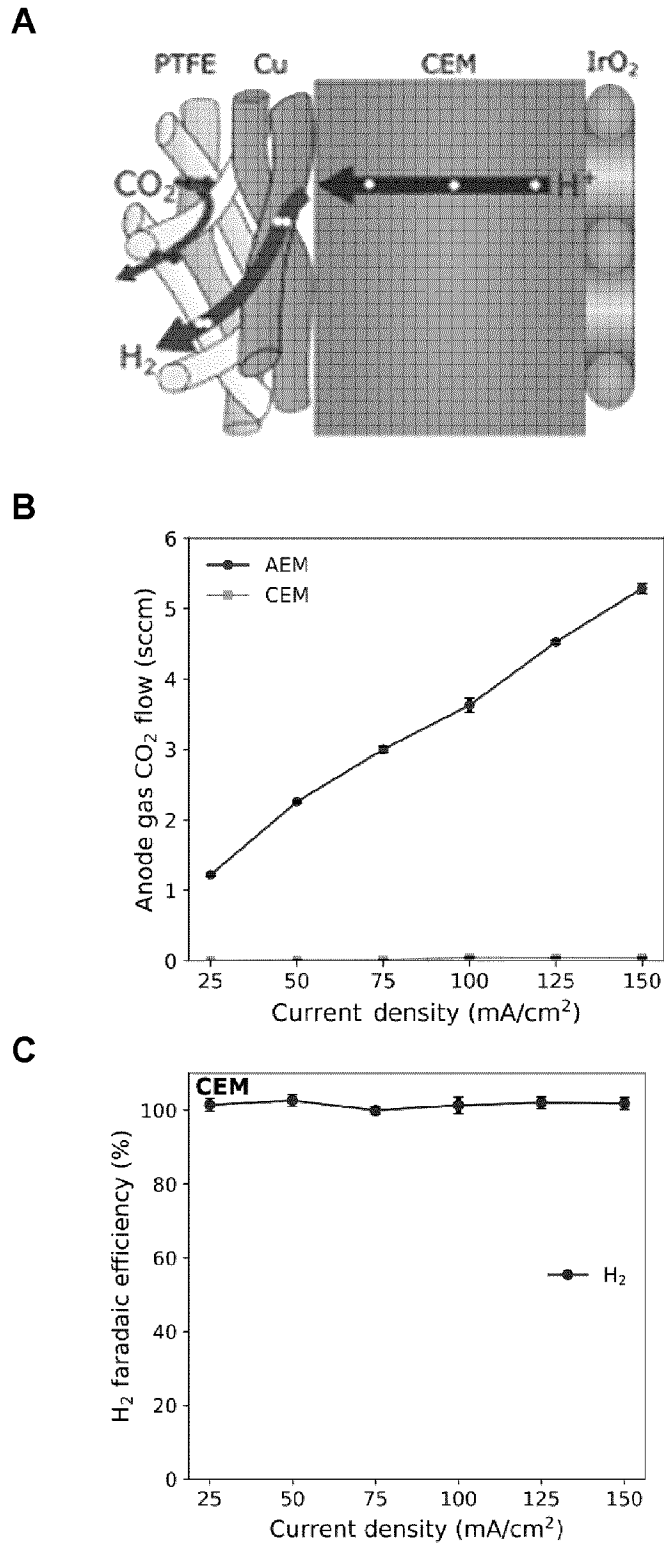 A
PTFE Cu CEM IrO₂
CO₂ H⁺
H₂
B
6
AEM
CEM
5
4
3
2
1
0
Anode gas CO₂ flow (sccm)
25 50 75 100 125 150
Current density (mA/cm²)
C
CEM
100
80
60
H₂
40
20
0
H₂ faradaic efficiency (%)
25 50 75 100 125 150
Current density (mA/cm²)